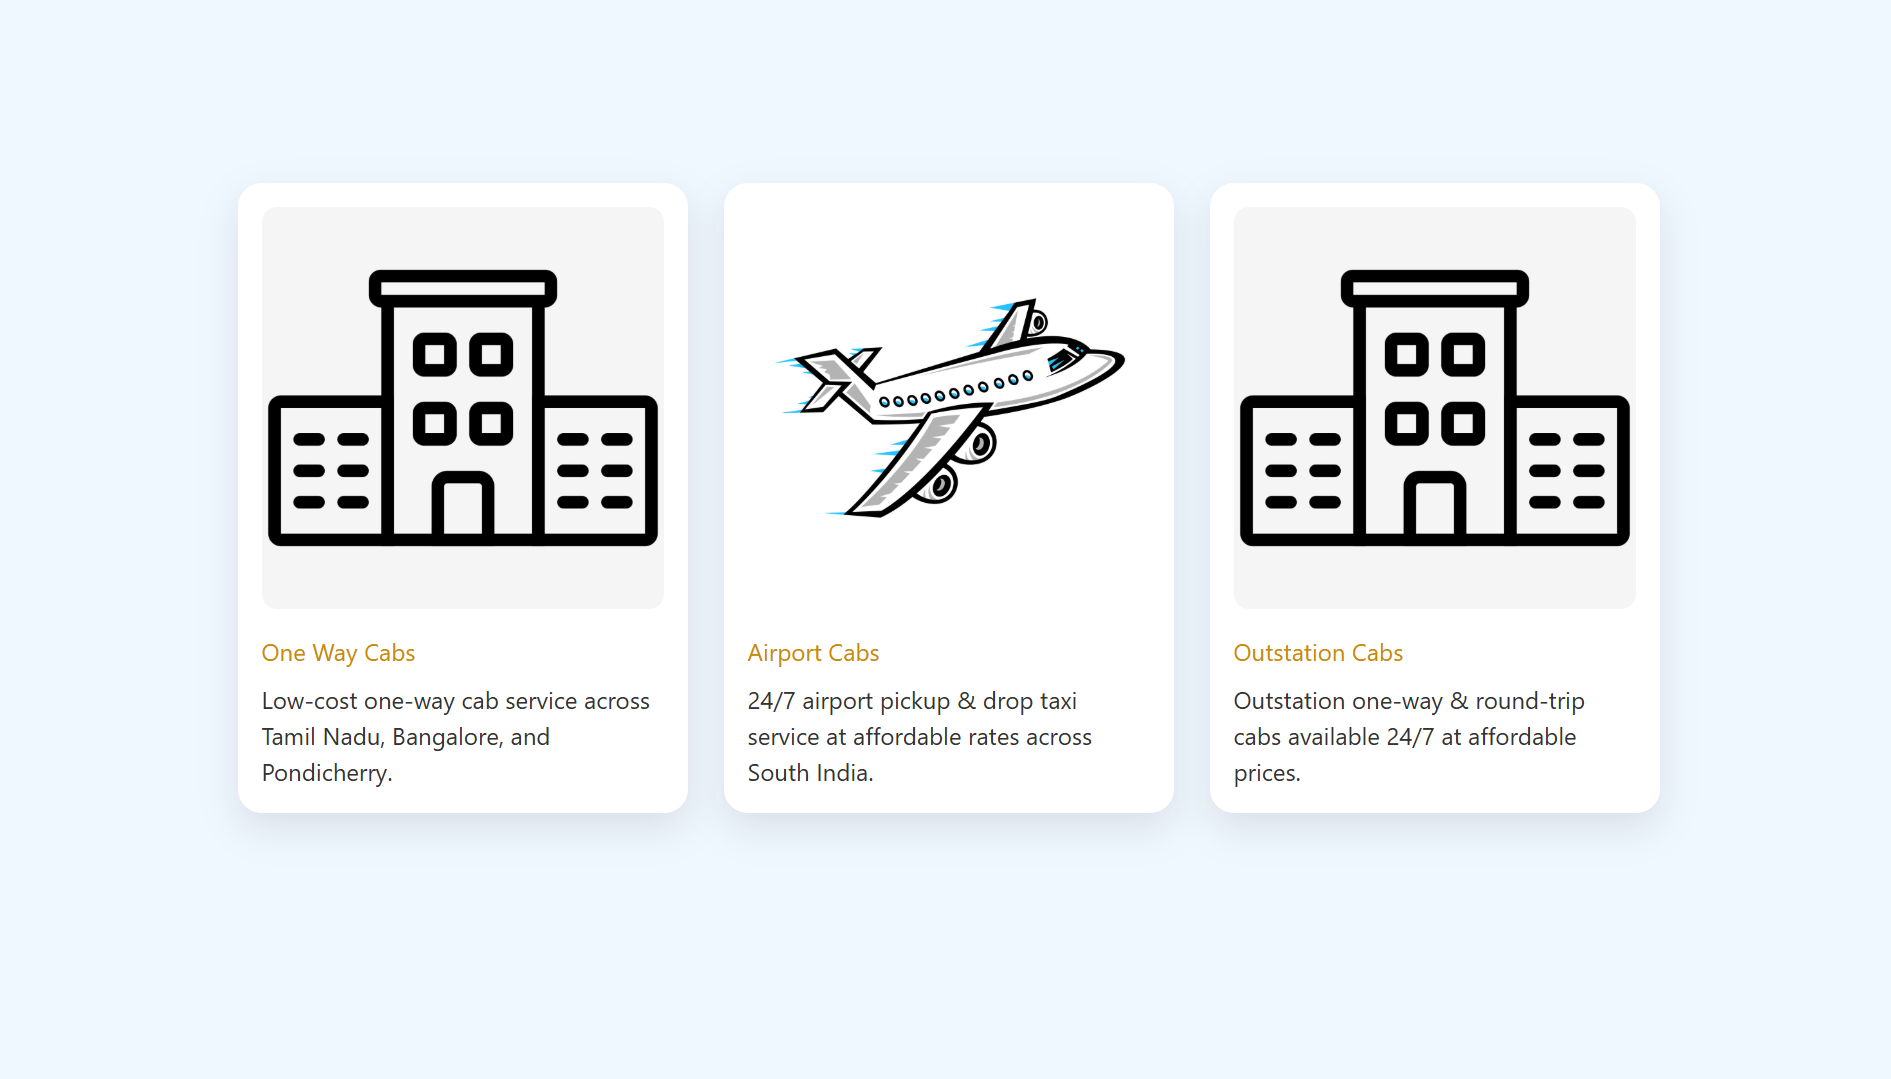 One Way Cabs
Low-cost one-way cab service across
Tamil Nadu, Bangalore, and
Pondicherry.
Airport Cabs
24/7 airport pickup & drop taxi
service at affordable rates across
South India.
Outstation Cabs
Outstation one-way & round-trip
cabs available 24/7 at affordable
prices.